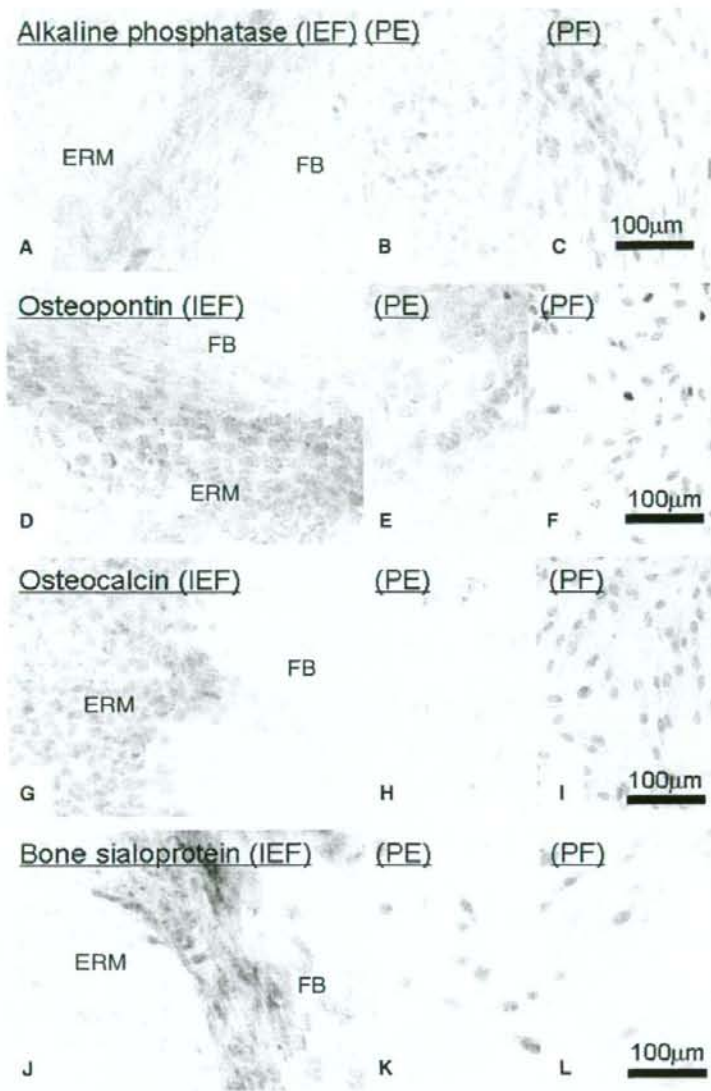 Alkaline phosphatase (IEF) (PE) (PF)
ERM FB
A B C 100μm
Osteopontin (IEF) (PE) (PF)
FB
ERM 100μm
D E F
Osteocalcin (IEF) (PE) (PF)
FB
ERM
G H I 100μm
Bone sialoprotein (IEF) (PE) (PF)
ERM FB
J K L 100μm